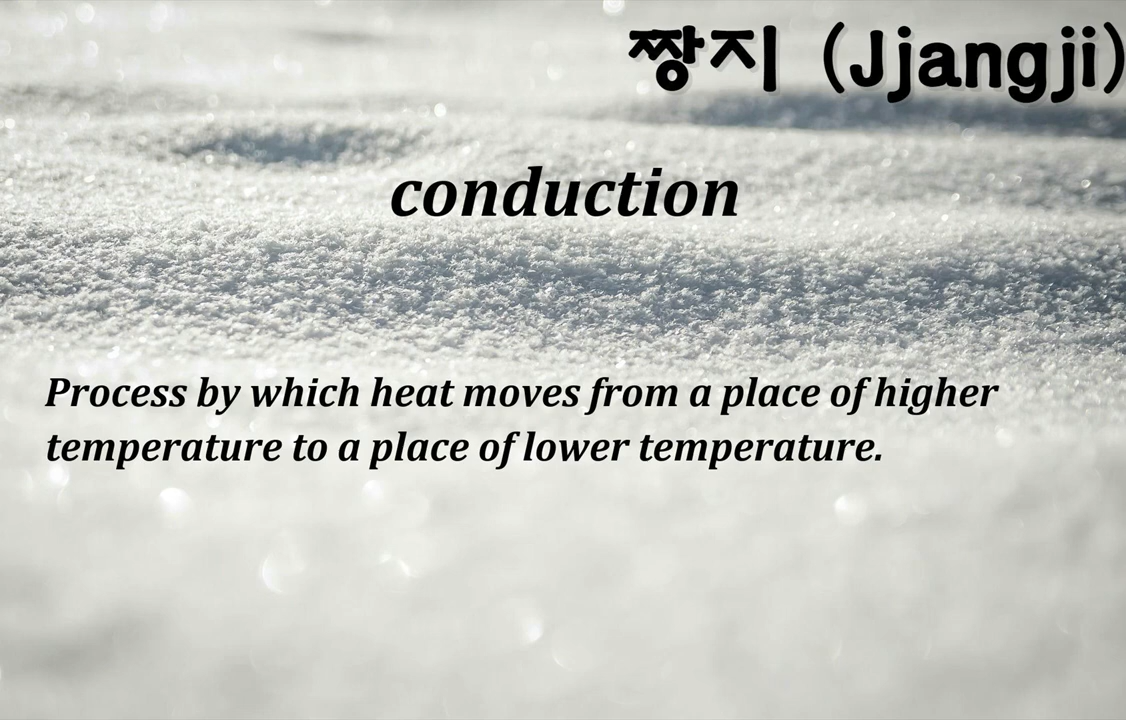 짱지 (Jjangji)
conduction
Process by which heat moves from a place of higher
temperature to a place of lower temperature.